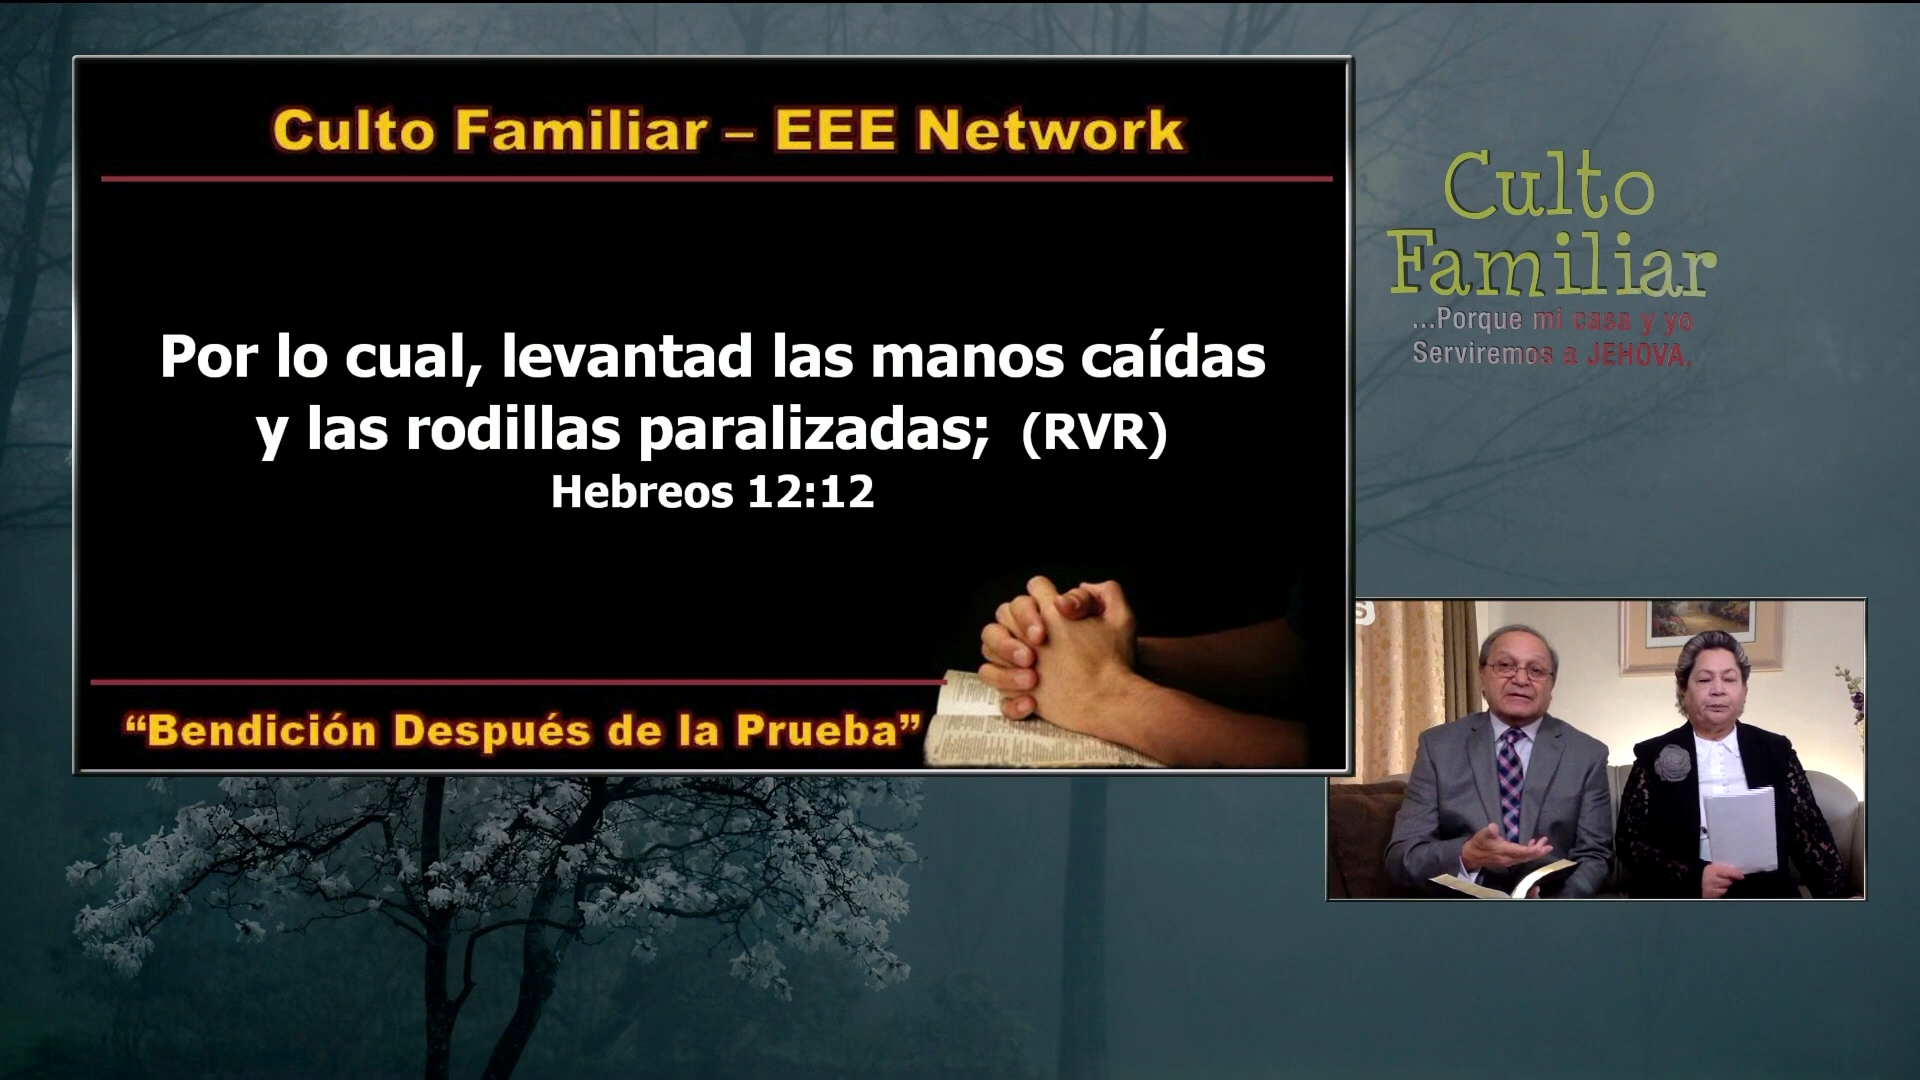 Culto Familiar – EEE Network
Por lo cual, levantad las manos caídas
y las rodillas paralizadas; (RVR)
Hebreos 12:12
“Bendición Después de la Prueba”
Culto
Familiar
...Porque mi casa y yo
Serviremos a JEHOVA.
S